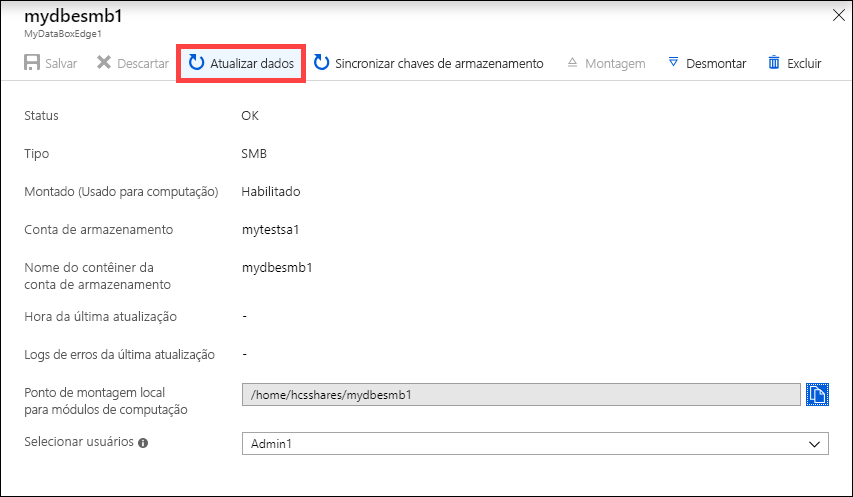 mydbesmb1
MyDataBoxEdge1
Salvar Descartar Atualizar dados Sincronizar chaves de armazenamento Montagem Desmontar Excluir
Status OK
Tipo SMB
Montado (Usado para computação) Habilitado
Conta de armazenamento mytestsa1
Nome do contêiner da mydbesmb1
conta de armazenamento
Hora da última atualização -
Logs de erros da última atualização -
Ponto de montagem local /home/hcsshares/mydbesmb1
para módulos de computação
Selecionar usuários Admin1